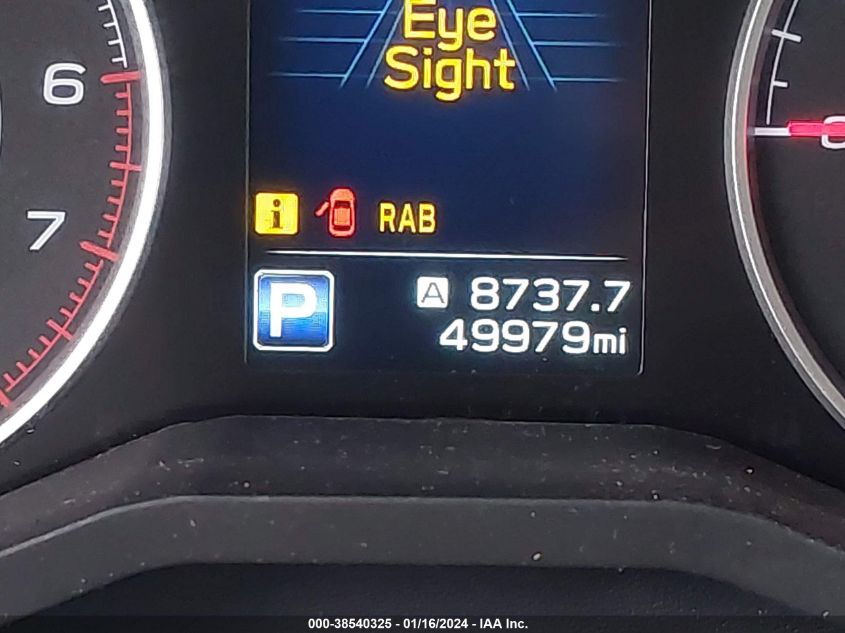 Eye
Sight
6
7
i RAB
P A 8737.7
49979mi
000-38540325 - 01/16/2024 - IAA Inc.